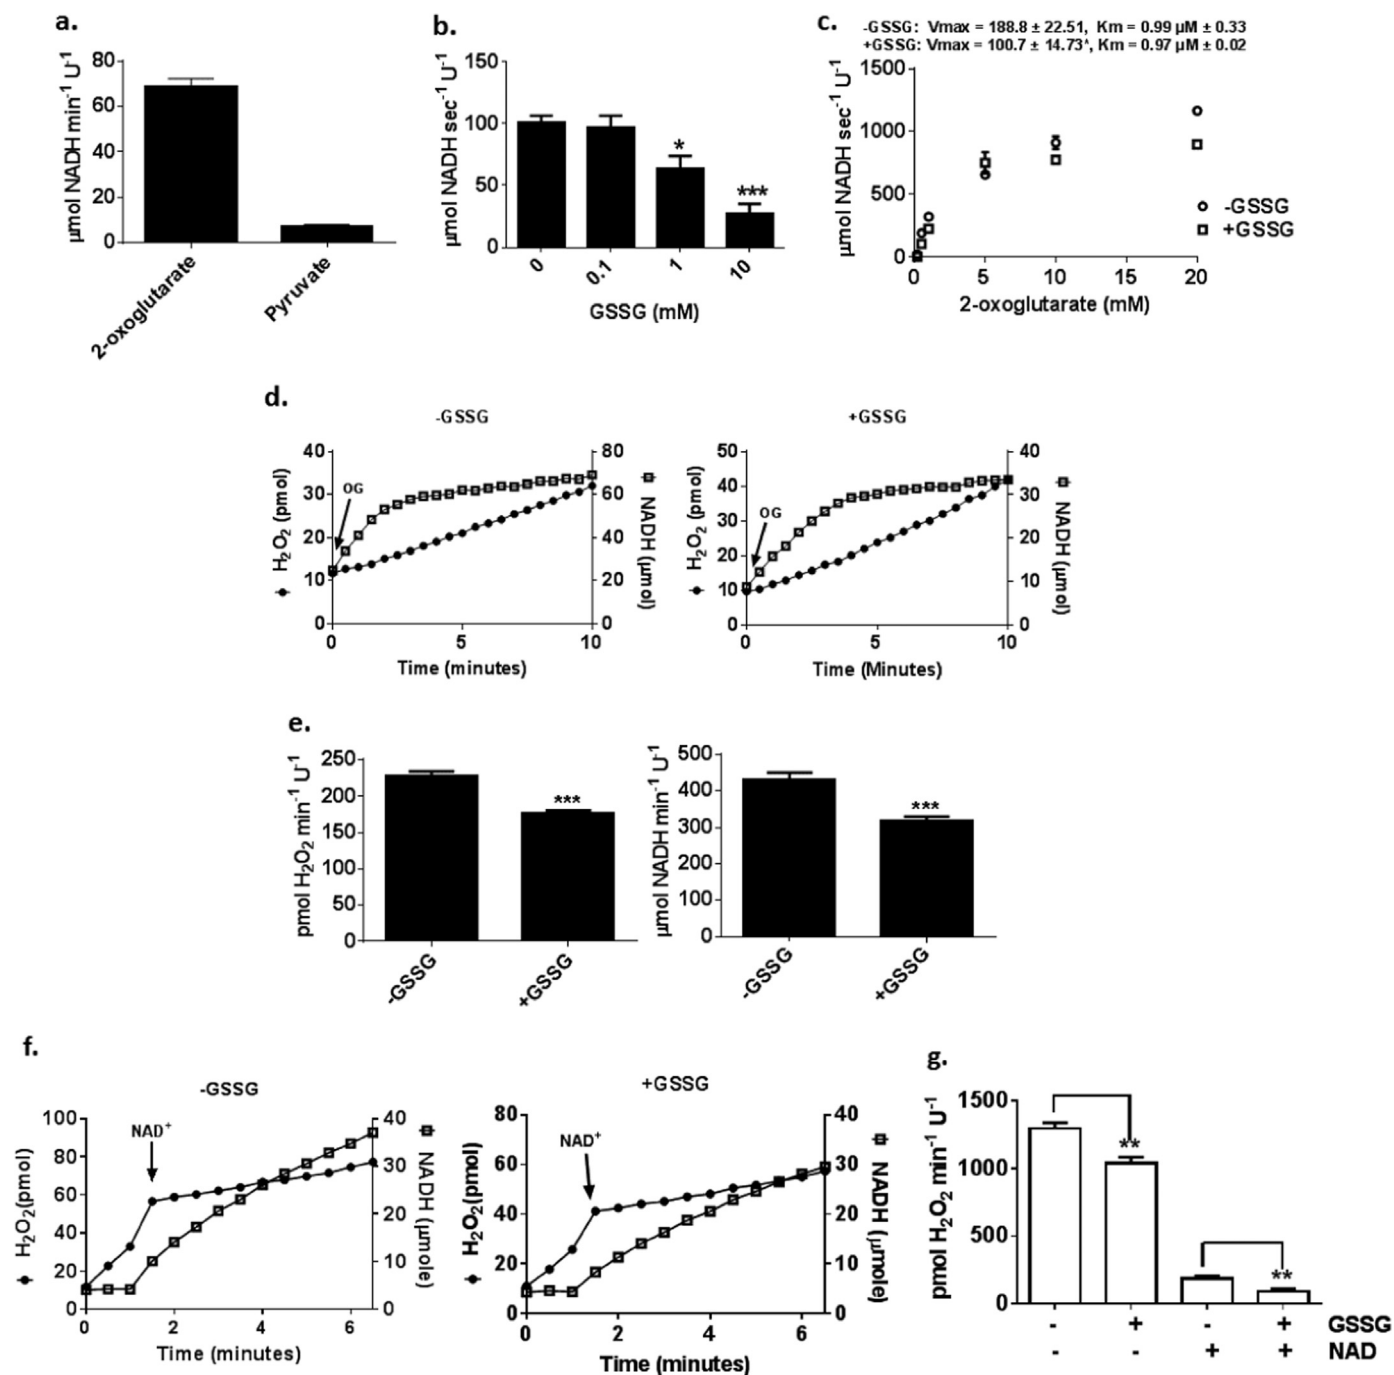 a.
µmol NADH min⁻¹ U⁻¹
80
60
40
20
0
2-oxoglutarate
Pyruvate
b.
µmol NADH sec⁻¹ U⁻¹
150
100
50
0
*
***
0
0.1
1
10
GSSG (mM)
c.
-GSSG: Vmax = 188.8 ± 22.51, Km = 0.99 µM ± 0.33
+GSSG: Vmax = 100.7 ± 14.73*, Km = 0.97 µM ± 0.02
µmol NADH sec⁻¹ U⁻¹
1500
1000
500
0
0 5 10 15 20
2-oxoglutarate (mM)
-GSSG
+GSSG
d.
-GSSG
H₂O₂ (pmol)
40
30
20
10
0
OG
80
60
40
20
0
NADH (µmol)
0 5 10
Time (minutes)
+GSSG
H₂O₂ (pmol)
50
40
30
20
10
0
OG
40
30
20
10
0
NADH (µmol)
0 5 10
Time (Minutes)
e.
pmol H₂O₂ min⁻¹ U⁻¹
250
200
150
100
50
0
***
-GSSG
+GSSG
µmol NADH min⁻¹ U⁻¹
500
400
300
200
100
0
***
-GSSG
+GSSG
f.
-GSSG
H₂O₂(pmol)
100
80
60
40
20
0
NAD⁺
40
30
20
10
0
NADH (µmole)
0 2 4 6
Time (minutes)
+GSSG
H₂O₂(pmol)
80
60
40
20
0
NAD⁺
40
30
20
10
0
NADH (µmole)
0 2 4 6
Time (minutes)
g.
pmol H₂O₂ min⁻¹ U⁻¹
1500
1000
500
0
**
**
- + - + GSSG
- - + + NAD